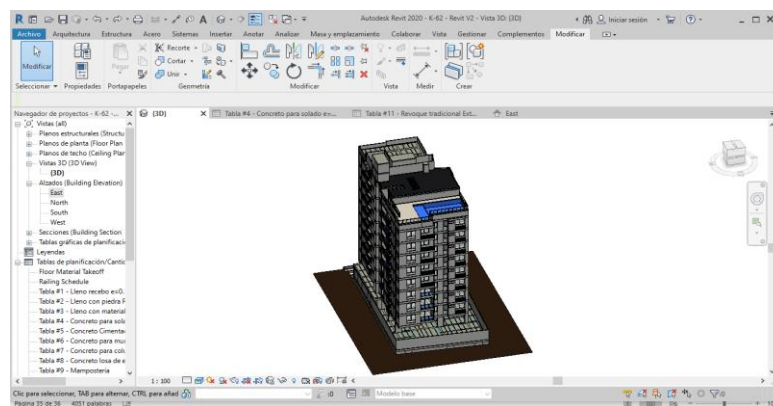 Autodesk Revit 2020 - K-62 - Revit V2 - Vista 3D: (3D)
Iniciar sesión
Archivo Arquitectura Estructura Acero Sistemas Insertar Anotar Analizar Masa y emplazamiento Colaborar Vista Gestionar Complementos Modificar
Modificar Propiedades Pegar Recorte Cortar Unir
Seleccionar Propiedades Portapapeles Geometría Modificar Vista Medir Crear
Navegador de proyectos - K-62 -... (3D) Tabla #4 - Concreto para solado e=... Tabla #11 - Revoque tradicional Est... East
Vistas (all)
Planos estructurales (Structu
Planos de planta (Floor Plan
Planos de techo (Ceiling Plan
Vistas 3D (3D View)
(3D)
Alzados (Building Elevation)
East
North
South
West
Secciones (Building Section
Tablas gráficas de planificaci
Leyendas
Tablas de planificación/Cantic
Floor Material Takeoff
Railing Schedule
Tabla #1 - Lleno recebo e=0.
Tabla #2 - Lleno con piedra
Tabla #3 - Lleno con material
Tabla #4 - Concreto para sola
Tabla #5 - Concreto Cimenta
Tabla #6 - Concreto para mu
Tabla #7 - Concreto para colu
Tabla #8 - Concreto losa de e
Tabla #9 - Mampostería
1 : 100
Clic para seleccionar, TAB para alternar, CTRL para añad :0 Modelo base
Página 35 de 36 4051 palabras